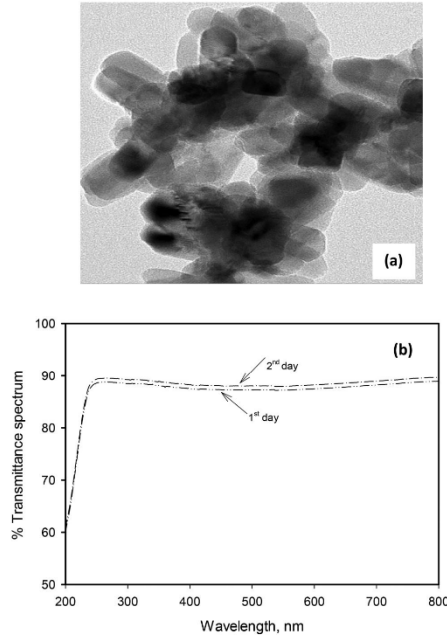 (a)
100
(b)
90
2nd day
80
1st day
70
60
50
200 300 400 500 600 700 800
% Transmittance spectrum
Wavelength, nm